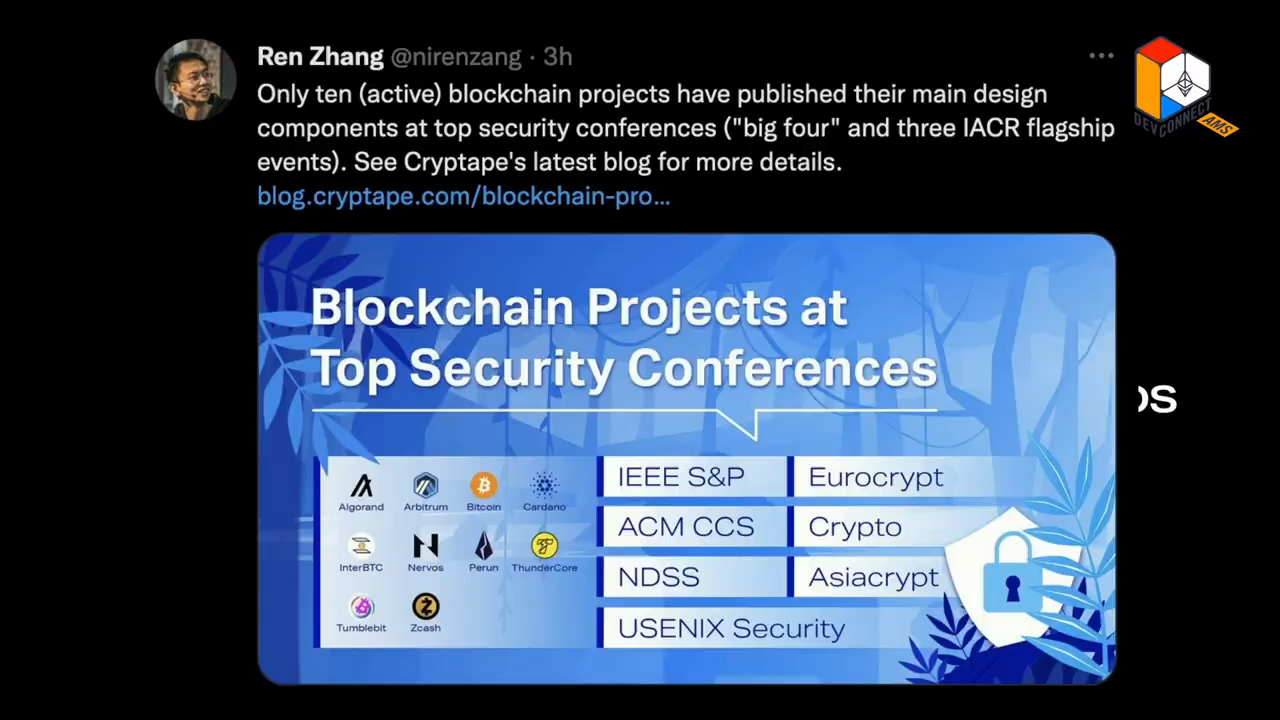 Ren Zhang @nirenzang · 3h
Only ten (active) blockchain projects have published their main design
components at top security conferences ("big four" and three IACR flagship
events). See Cryptape's latest blog for more details.
blog.cryptape.com/blockchain-pro...
DEVCONNECT
AMS
Blockchain Projects at
Top Security Conferences
Algorand Arbitrum Bitcoin Cardano
InterBTC Nervos Perun ThunderCore
Tumblebit Zcash
IEEE S&P Eurocrypt
ACM CCS Crypto
NDSS Asiacrypt
USENIX Security